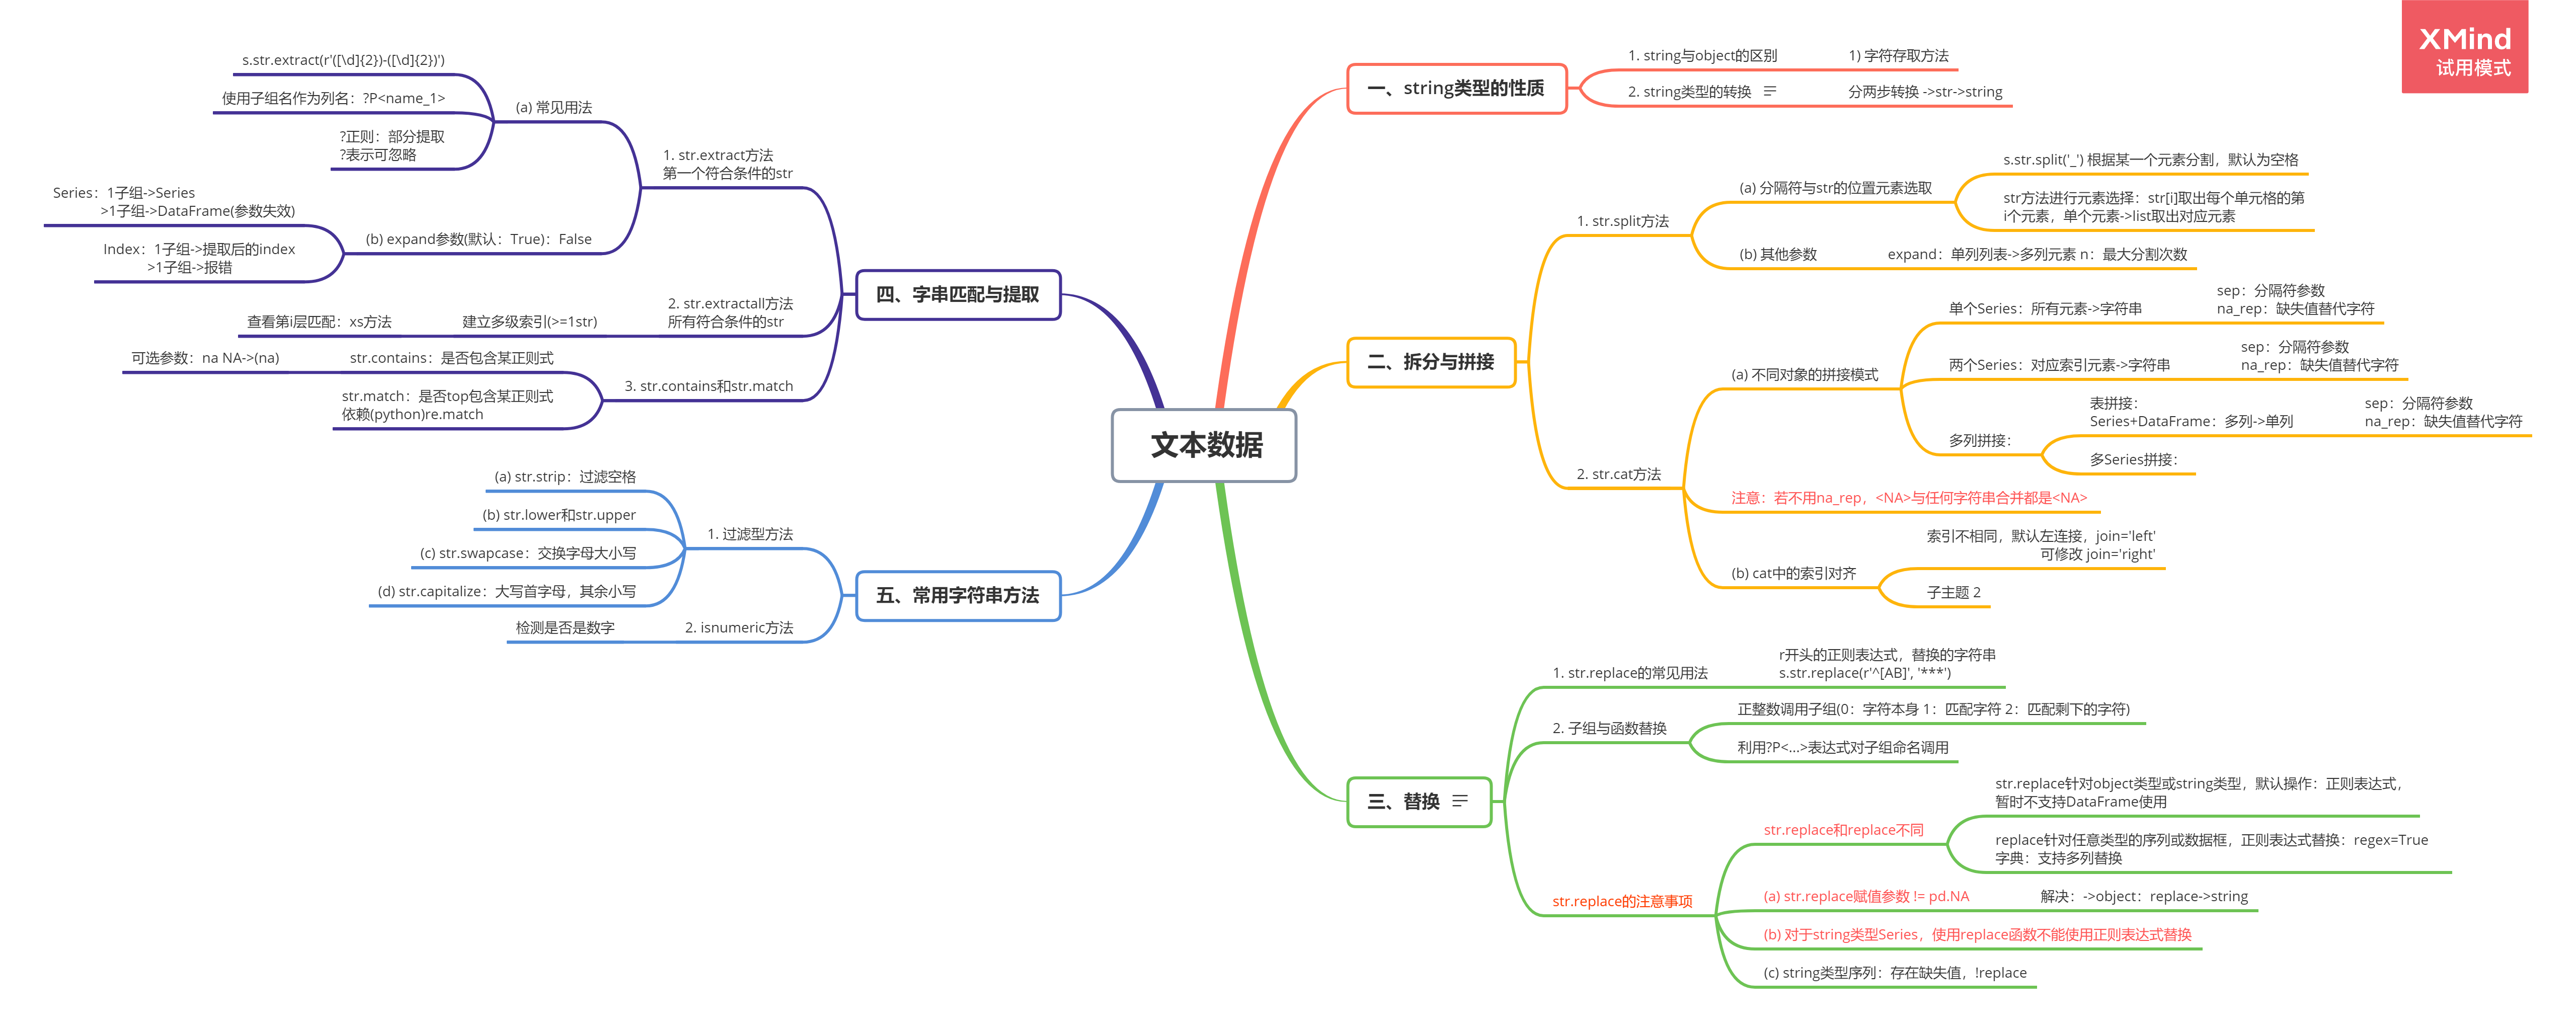 XMind
试用模式
文本数据
一、string类型的性质
1. string与object的区别
1) 字符存取方法
2. string类型的转换
分两步转换 ->str->string
二、拆分与拼接
1. str.split方法
(a) 分隔符与str的位置元素选取
s.str.split('_') 根据某一个元素分割，默认为空格
str方法进行元素选择：str[i]取出每个单元格的第
i个元素，单个元素->list取出对应元素
(b) 其他参数
expand：单列列表->多列元素 n：最大分割次数
2. str.cat方法
(a) 不同对象的拼接模式
单个Series：所有元素->字符串
sep：分隔符参数
na_rep：缺失值替代字符
两个Series：对应索引元素->字符串
sep：分隔符参数
na_rep：缺失值替代字符
多列拼接：
表拼接：
Series+DataFrame：多列->单列
sep：分隔符参数
na_rep：缺失值替代字符
多Series拼接：
注意：若不用na_rep，<NA>与任何字符串合并都是<NA>
(b) cat中的索引对齐
索引不相同，默认左连接，join='left'
可修改 join='right'
子主题 2
三、替换
1. str.replace的常见用法
r开头的正则表达式，替换的字符串
s.str.replace(r'^[AB]', '***')
2. 子组与函数替换
正整数调用子组(0：字符本身 1：匹配字符 2：匹配剩下的字符)
利用?P<...>表达式对子组命名调用
str.replace的注意事项
str.replace和replace不同
str.replace针对object类型或string类型，默认操作：正则表达式，
暂时不支持DataFrame使用
replace针对任意类型的序列或数据框，正则表达式替换：regex=True
字典：支持多列替换
(a) str.replace赋值参数 != pd.NA
解决：->object：replace->string
(b) 对于string类型Series，使用replace函数不能使用正则表达式替换
(c) string类型序列：存在缺失值，!replace
四、字串匹配与提取
1. str.extract方法
第一个符合条件的str
(a) 常见用法
s.str.extract(r'([\d]{2})-([\d]{2})')
使用子组名作为列名：?P<name_1>
?正则：部分提取
?表示可忽略
(b) expand参数(默认：True)：False
Series：1子组->Series
>1子组->DataFrame(参数失效)
Index：1子组->提取后的index
>1子组->报错
2. str.extractall方法
所有符合条件的str
建立多级索引(>=1str)
查看第i层匹配：xs方法
3. str.contains和str.match
str.contains：是否包含某正则式
可选参数：na NA->(na)
str.match：是否top包含某正则式
依赖(python)re.match
五、常用字符串方法
1. 过滤型方法
(a) str.strip：过滤空格
(b) str.lower和str.upper
(c) str.swapcase：交换字母大小写
(d) str.capitalize：大写首字母，其余小写
2. isnumeric方法
检测是否是数字